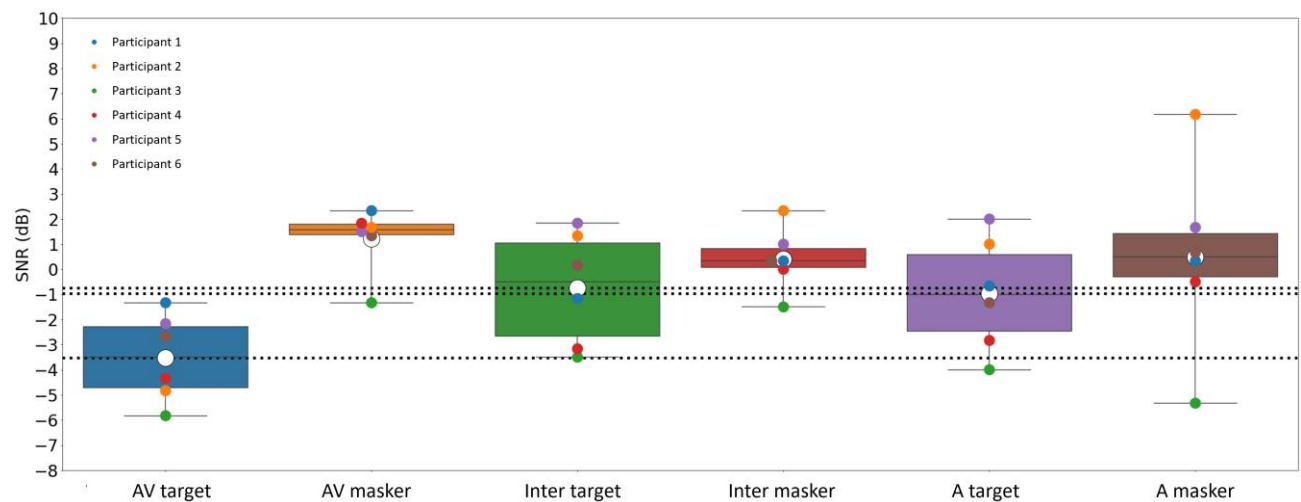 10
9
8
7
6
5
4
3
2
1
0
−1
−2
−3
−4
−5
−6
−7
−8
SNR (dB)
Participant 1
Participant 2
Participant 3
Participant 4
Participant 5
Participant 6
AV target AV masker Inter target Inter masker A target A masker